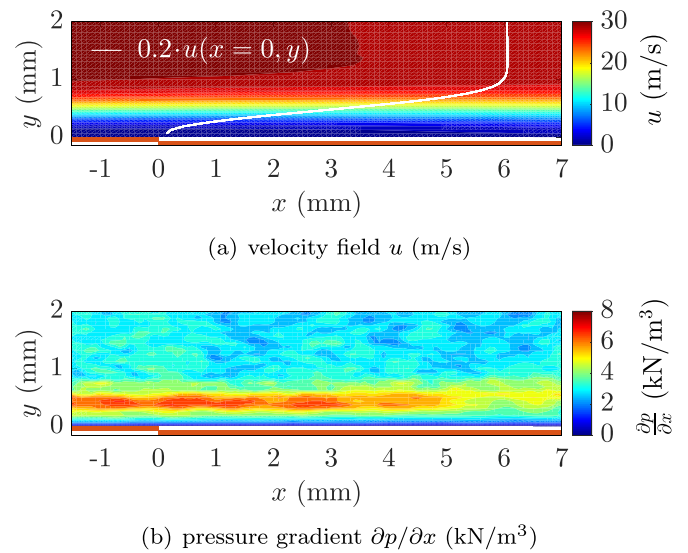 2
1
0
y (mm)
0.2·u(x = 0, y)
30
20
10
0
u (m/s)
-1 0 1 2 3 4 5 6 7
x (mm)
(a) velocity field u (m/s)
2
1
0
y (mm)
8
6
4
2
0
∂p/∂x (kN/m³)
-1 0 1 2 3 4 5 6 7
x (mm)
(b) pressure gradient ∂p/∂x (kN/m³)